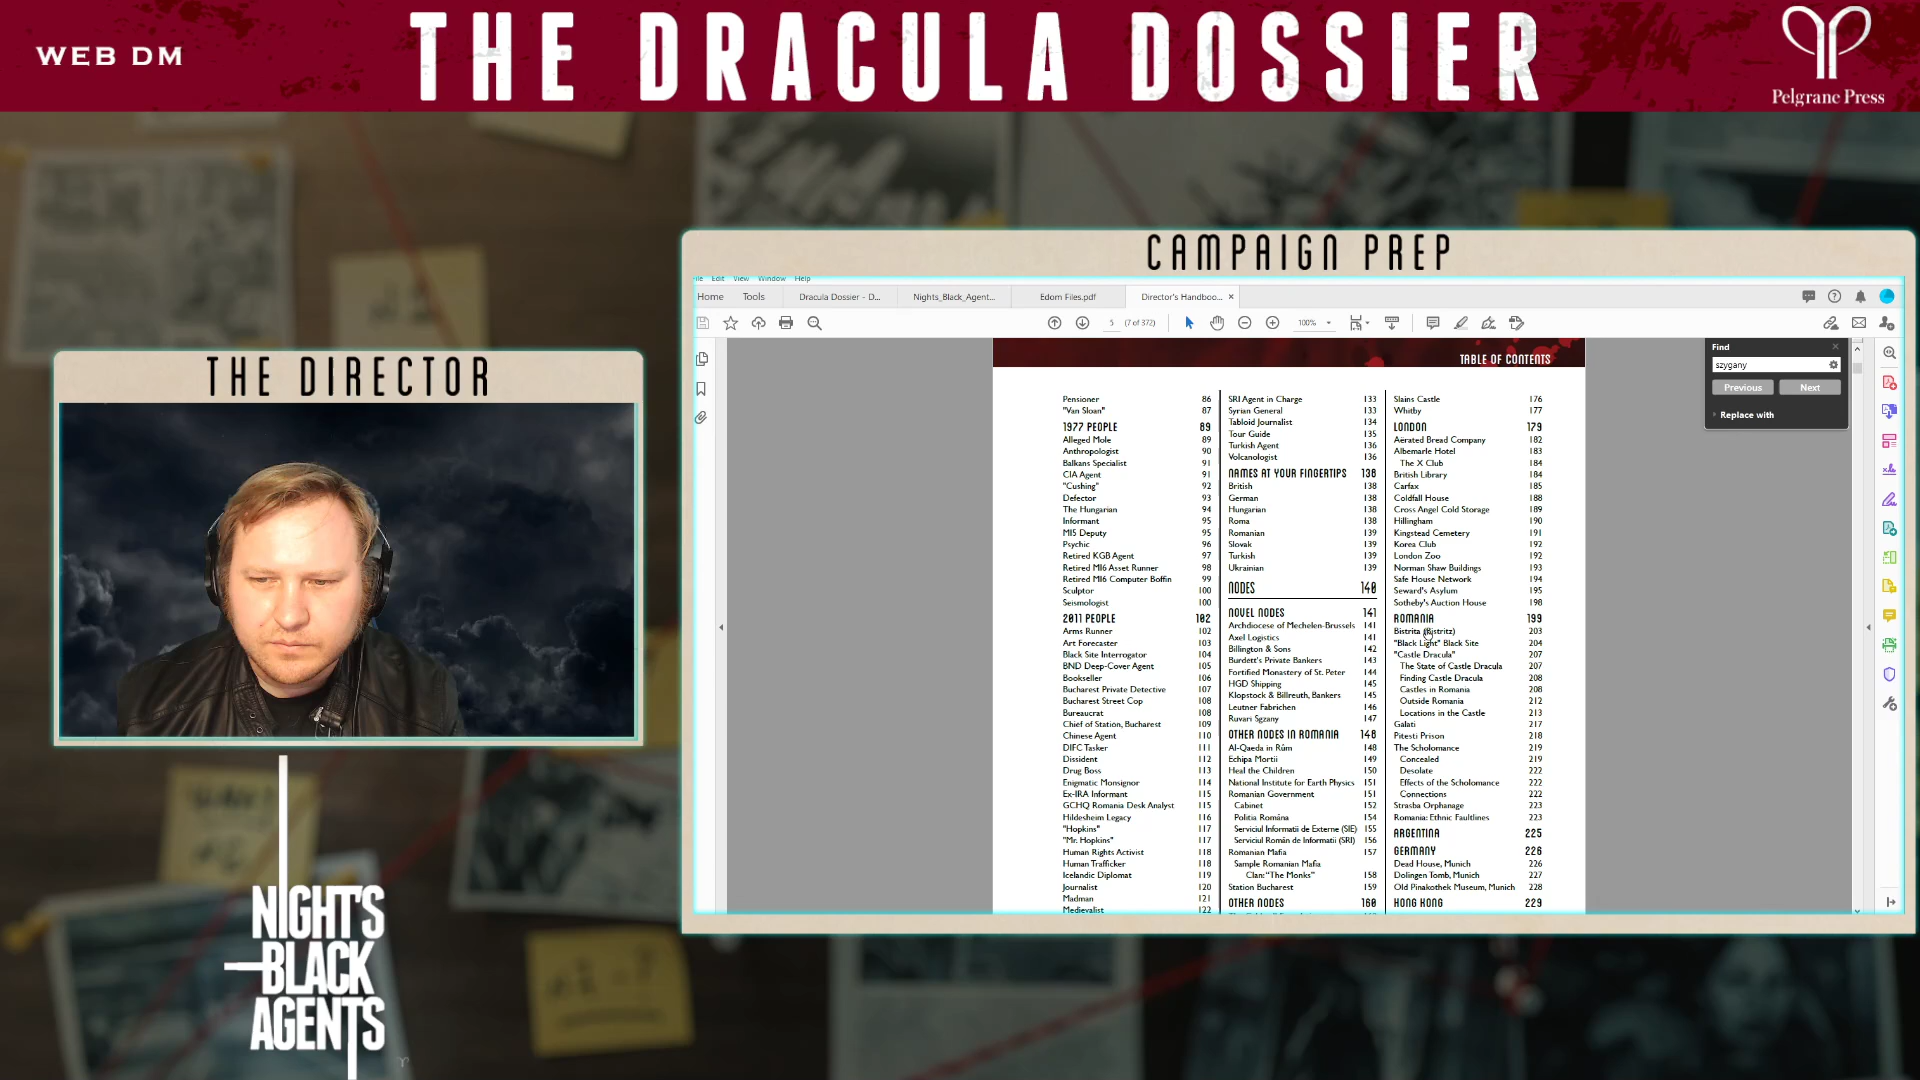 WEB DM
THE DRACULA DOSSIER
Pelgrane Press
CAMPAIGN PREP
Edit View Window Help
Home Tools Dracula Dossier - D... Nights_Black_Agent... Edom Files.pdf Director's Handboo... ×
5 (7 of 372) 100%
TABLE OF CONTENTS
Find
szygany
Previous Next
Replace with
Pensioner 86
"Van Sloan" 87
1977 PEOPLE 89
Alleged Mole 89
Anthropologist 90
Balkans Specialist 91
CIA Agent 91
"Cushing" 92
Defector 93
The Hungarian 94
Informant 95
MI5 Deputy 95
Psychic 96
Retired KGB Agent 97
Retired MI6 Asset Runner 98
Retired MI6 Computer Boffin 99
Sculptor 100
Seismologist 100
2011 PEOPLE 102
Arms Runner 102
Art Forecaster 103
Black Site Interrogator 104
BND Deep-Cover Agent 105
Bookseller 106
Bucharest Private Detective 107
Bucharest Street Cop 108
Bureaucrat 108
Chief of Station, Bucharest 109
Chinese Agent 110
DIFC Tasker 111
Dissident 112
Drug Boss 113
Enigmatic Monsignor 114
Ex-IRA Informant 115
GCHQ Romania Desk Analyst 115
Hildesheim Legacy 116
"Hopkins" 117
"Mr. Hopkins" 117
Human Rights Activist 118
Human Trafficker 118
Icelandic Diplomat 119
Journalist 120
Madman 121
Medievalist 122
SRI Agent in Charge 133
Syrian General 133
Tabloid Journalist 134
Tour Guide 135
Turkish Agent 136
Volcanologist 136
NAMES AT YOUR FINGERTIPS 138
British 138
German 138
Hungarian 138
Roma 138
Romanian 139
Slovak 139
Turkish 139
Ukrainian 139
NODES 140
NOVEL NODES 141
Archdiocese of Mechelen-Brussels 141
Axel Logistics 141
Billington & Sons 142
Burdett's Private Bankers 143
Fortified Monastery of St. Peter 144
HGD Shipping 145
Klopstock & Billreuth, Bankers 145
Leutner Fabrichen 146
Ruvari Sgzany 147
OTHER NODES IN ROMANIA 148
Al-Qaeda in Rûm 148
Echipa Mortii 149
Heal the Children 150
National Institute for Earth Physics 151
Romanian Government 151
Cabinet 152
Politia Româna 154
Serviciul Informatii de Externe (SIE) 155
Serviciul Român de Informatii (SRI) 156
Romanian Mafia 157
Sample Romanian Mafia
Clan: "The Monks" 158
Station Bucharest 159
OTHER NODES 160
Slains Castle 176
Whitby 177
LONDON 179
Aërated Bread Company 182
Albemarle Hotel 183
The X Club 184
British Library 184
Carfax 185
Coldfall House 188
Cross Angel Cold Storage 189
Hillingham 190
Kingstead Cemetery 191
Korea Club 192
London Zoo 192
Norman Shaw Buildings 193
Safe House Network 194
Seward's Asylum 195
Sotheby's Auction House 198
ROMANIA 199
Bistrita (Bistritz) 203
"Black Light" Black Site 204
"Castle Dracula" 207
The State of Castle Dracula 207
Finding Castle Dracula 208
Castles in Romania 208
Outside Romania 212
Locations in the Castle 213
Galati 217
Pitesti Prison 218
The Scholomance 219
Concealed 219
Desolate 222
Effects of the Scholomance 222
Connections 222
Strasba Orphanage 223
Romania: Ethnic Faultlines 223
ARGENTINA 225
GERMANY 226
Dead House, Munich 226
Dolingen Tomb, Munich 227
Old Pinakothek Museum, Munich 228
HONG KONG 229
THE DIRECTOR
NIGHT'S
BLACK
AGENTS